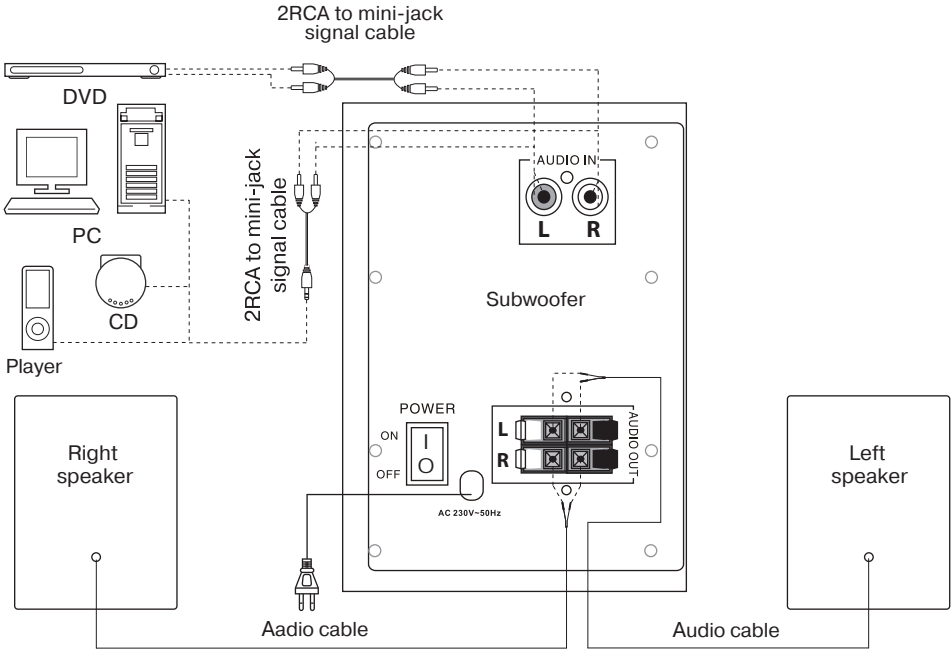 2RCA to mini-jack
signal cable
DVD
PC
CD
Player
2RCA to mini-jack
signal cable
AUDIO IN
L R
Subwoofer
POWER
ON
OFF
I
O
AC 230V~50Hz
L
R
AUDIO OUT
Right
speaker
Left
speaker
Aadio cable
Audio cable